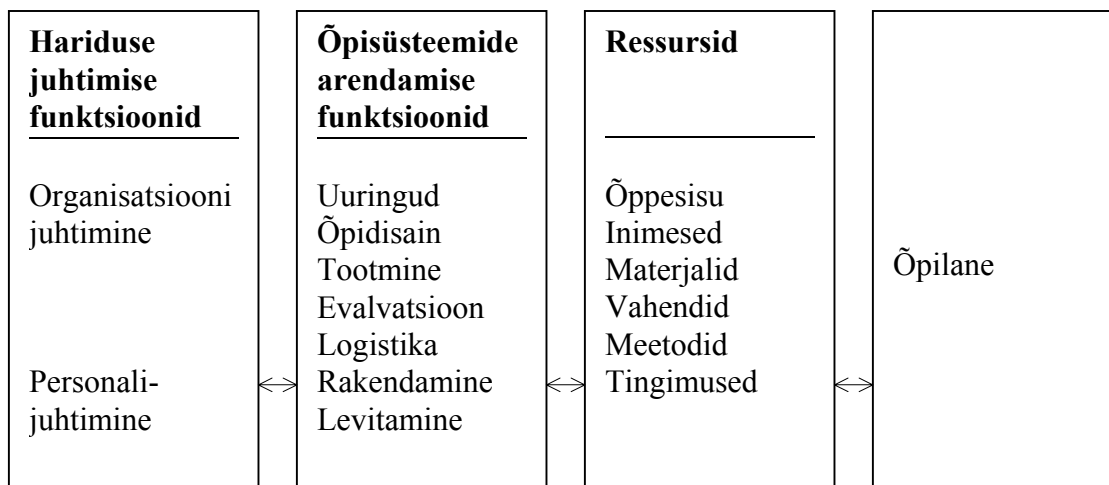 Hariduse
juhtimise
funktsioonid
Organisatsiooni
juhtimine
Personali-
juhtimine
Õpisüsteemide
arendamise
funktsioonid
Uuringud
Õpidisain
Tootmine
Evalvatsioon
Logistika
Rakendamine
Levitamine
Ressursid
Õppesisu
Inimesed
Materjalid
Vahendid
Meetodid
Tingimused
Õpilane